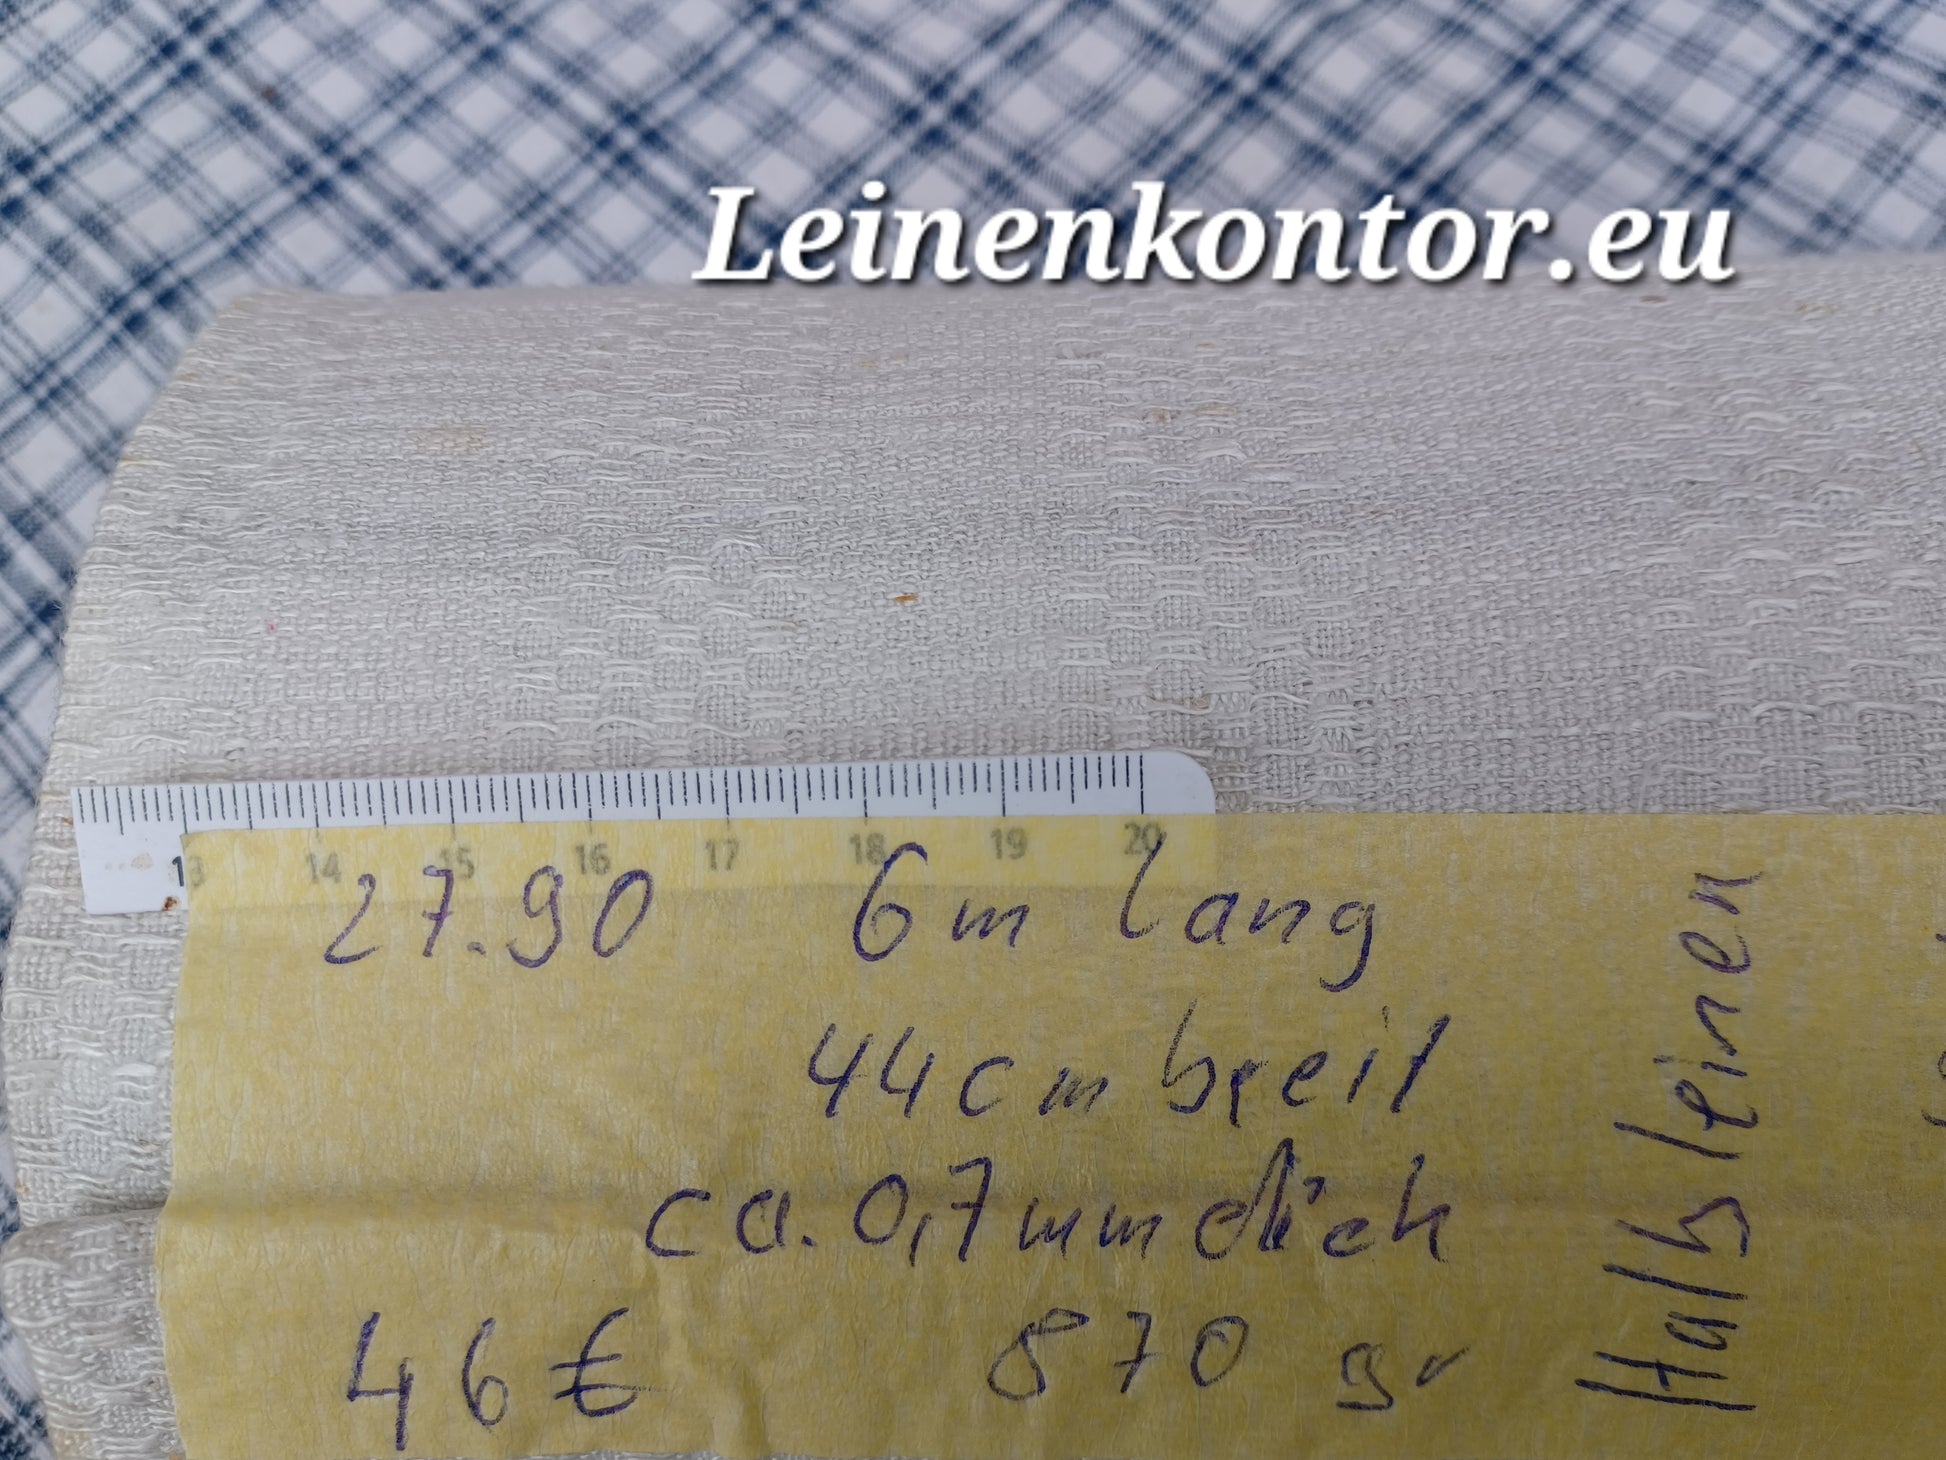 Leinenkontor.eu
13 14 15 16 17 18 19 20
27.90 6m lang
44cm breit
ca. 0,7mm dick
46€ 870 gr
Halbleinen